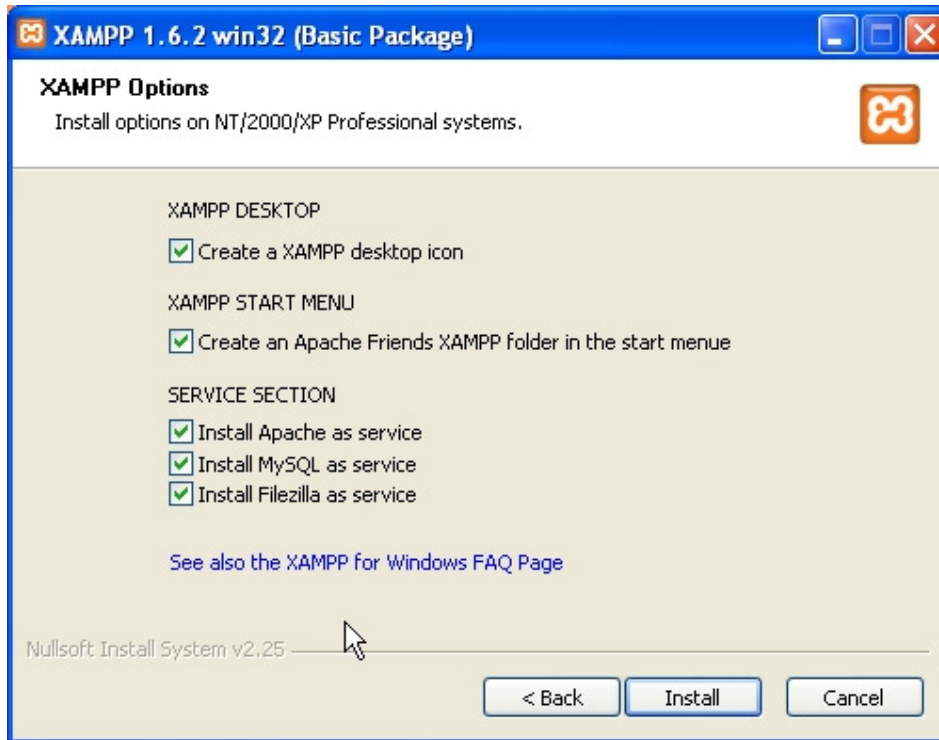 XAMPP 1.6.2 win32 (Basic Package)
XAMPP Options
Install options on NT/2000/XP Professional systems.
XAMPP DESKTOP
Create a XAMPP desktop icon
XAMPP START MENU
Create an Apache Friends XAMPP folder in the start menue
SERVICE SECTION
Install Apache as service
Install MySQL as service
Install Filezilla as service
See also the XAMPP for Windows FAQ Page
Nullsoft Install System v2.25
< Back Install Cancel